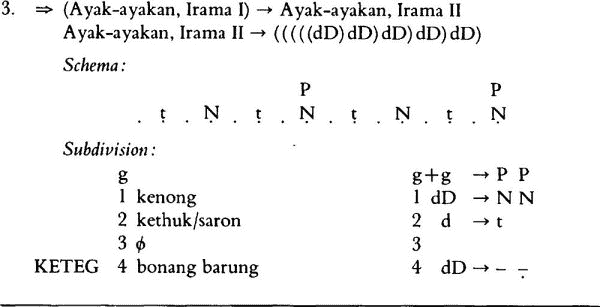 3. ⇒ (Ayak-ayakan, Irama I) → Ayak-ayakan, Irama II
Ayak-ayakan, Irama II → (((((dD) dD) dD) dD) dD)
Schema:
P P
. ṭ . Ṇ . ṭ . Ṇ . ṭ . Ṇ . ṭ . Ṇ
Subdivision:
g g+g → P P
1 kenong 1 dD → N N
2 kethuk/saron 2 d → t
3 ϕ 3
KETEG 4 bonang barung 4 dD → – –̣